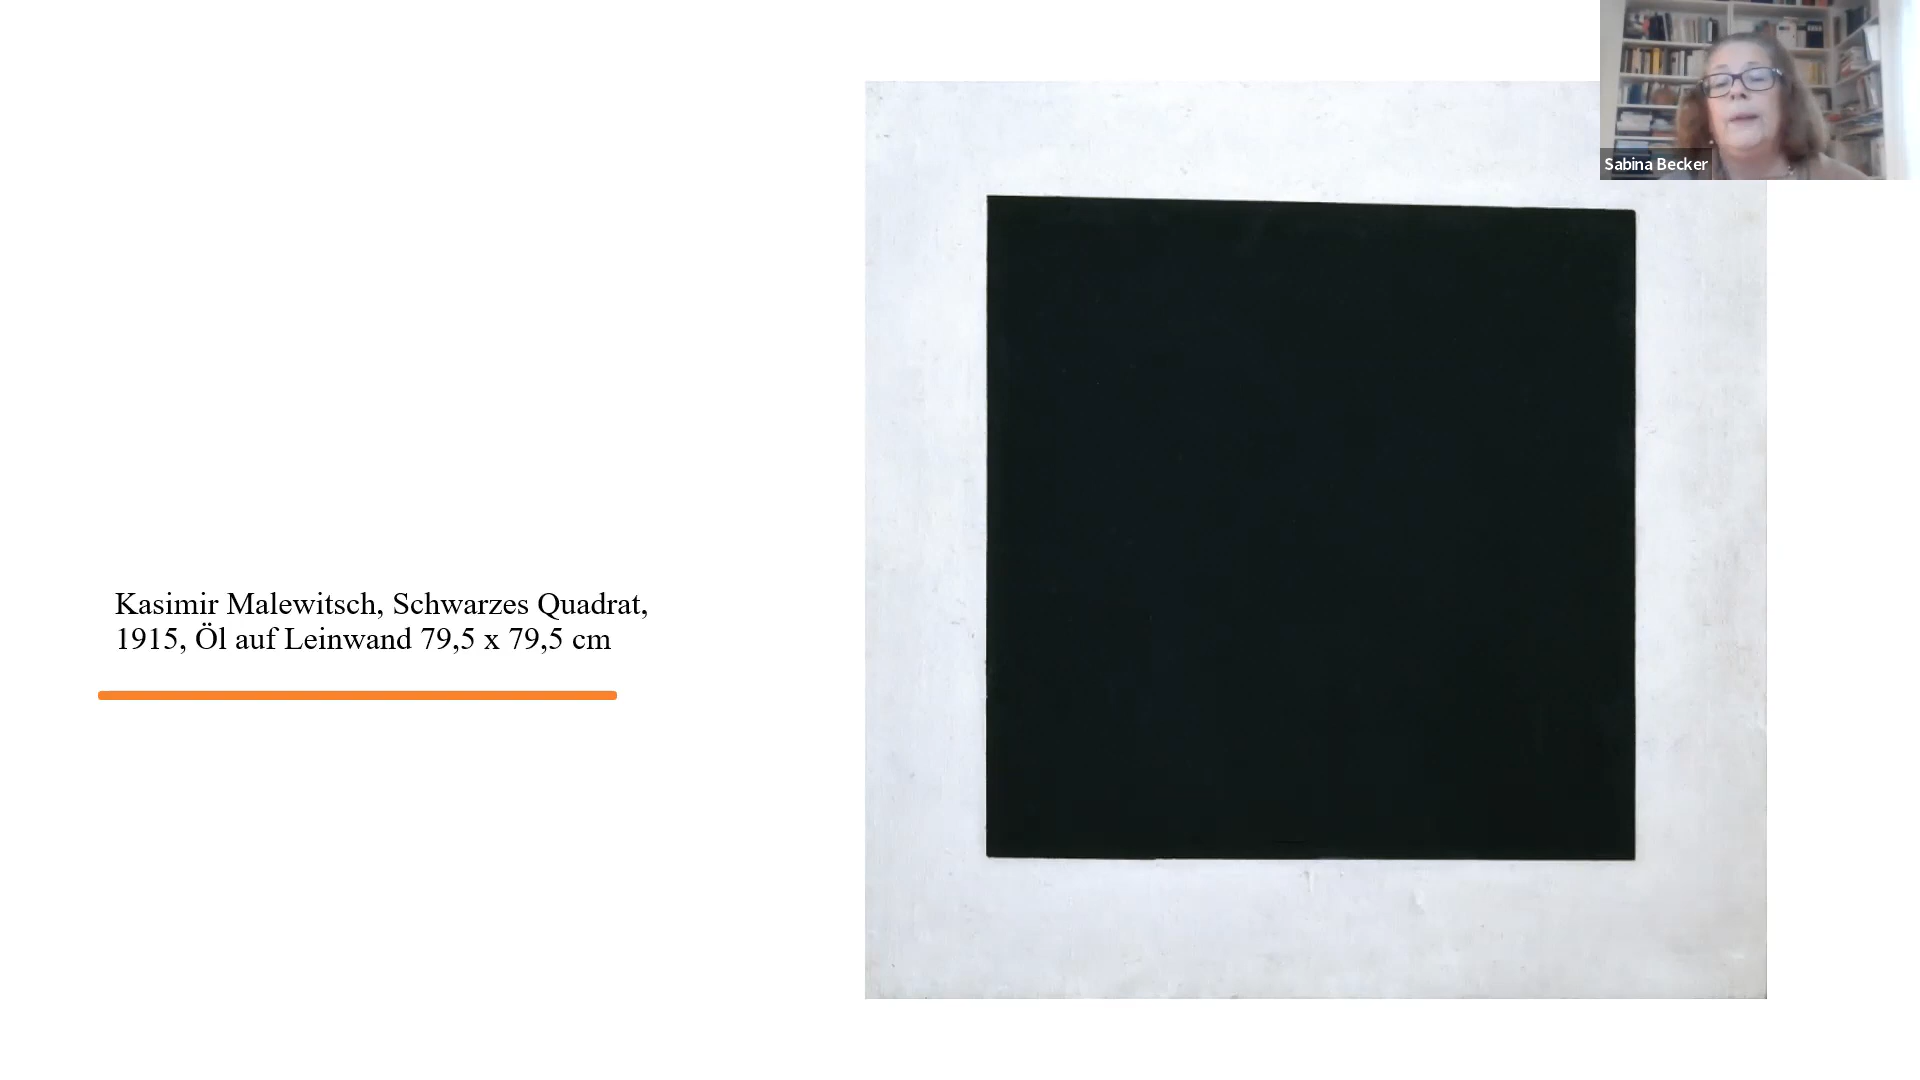 Sabina Becker
Kasimir Malewitsch, Schwarzes Quadrat,
1915, Öl auf Leinwand 79,5 x 79,5 cm